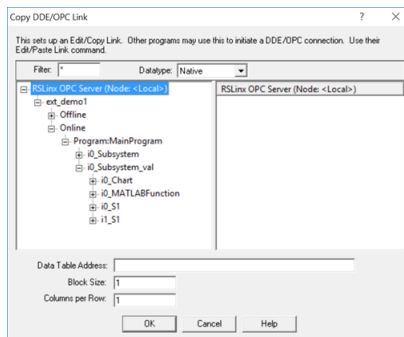 Copy DDE/OPC Link
? ×
This sets up an Edit/Copy Link. Other programs may use this to initiate a DDE/OPC connection. Use their
Edit/Paste Link command.
Filter: * Datatype: Native
RSLinx OPC Server (Node: <Local>)
ext_demo1
Offline
Online
Program:MainProgram
i0_Subsystem
i0_Subsystem_val
i0_Chart
i0_MATLABFunction
i0_S1
i1_S1
RSLinx OPC Server (Node: <Local>)
Data Table Address:
Block Size: 1
Columns per Row: 1
OK Cancel Help